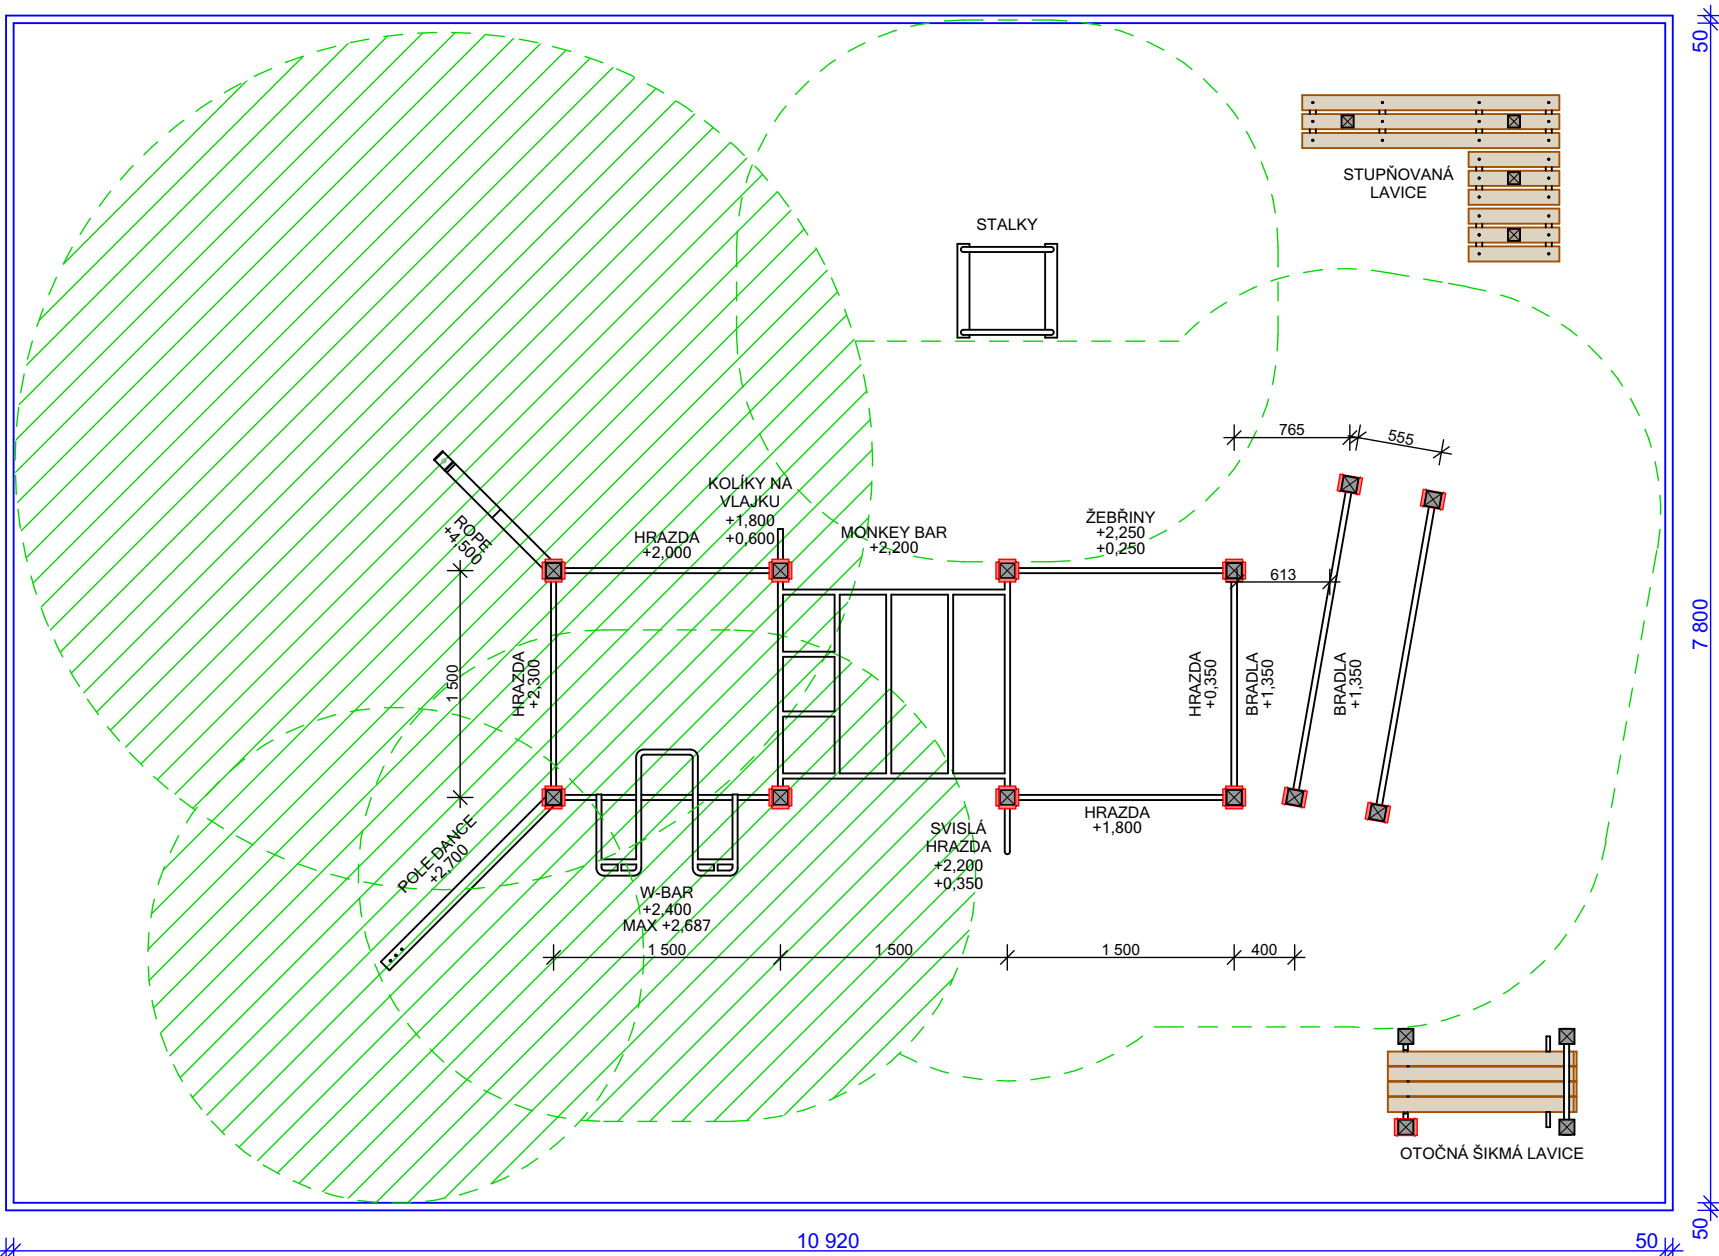 50
STUPŇOVANÁ
LAVICE
STALKY
765
555
KOLÍKY NA
VLAJKU
+1,800
+0,600
ROPE
+4,500
HRAZDA
+2,000
MONKEY BAR
+2,200
ŽEBŘINY
+2,250
+0,250
613
7 800
1 500
HRAZDA
+2,300
HRAZDA
+0,350
BRADLA
+1,350
BRADLA
+1,350
POLE DANCE
+2,700
SVISLÁ
HRAZDA
+2,200
+0,350
HRAZDA
+1,800
W-BAR
+2,400
MAX +2,687
1 500
1 500
1 500
400
OTOČNÁ ŠIKMÁ LAVICE
50
10 920
50